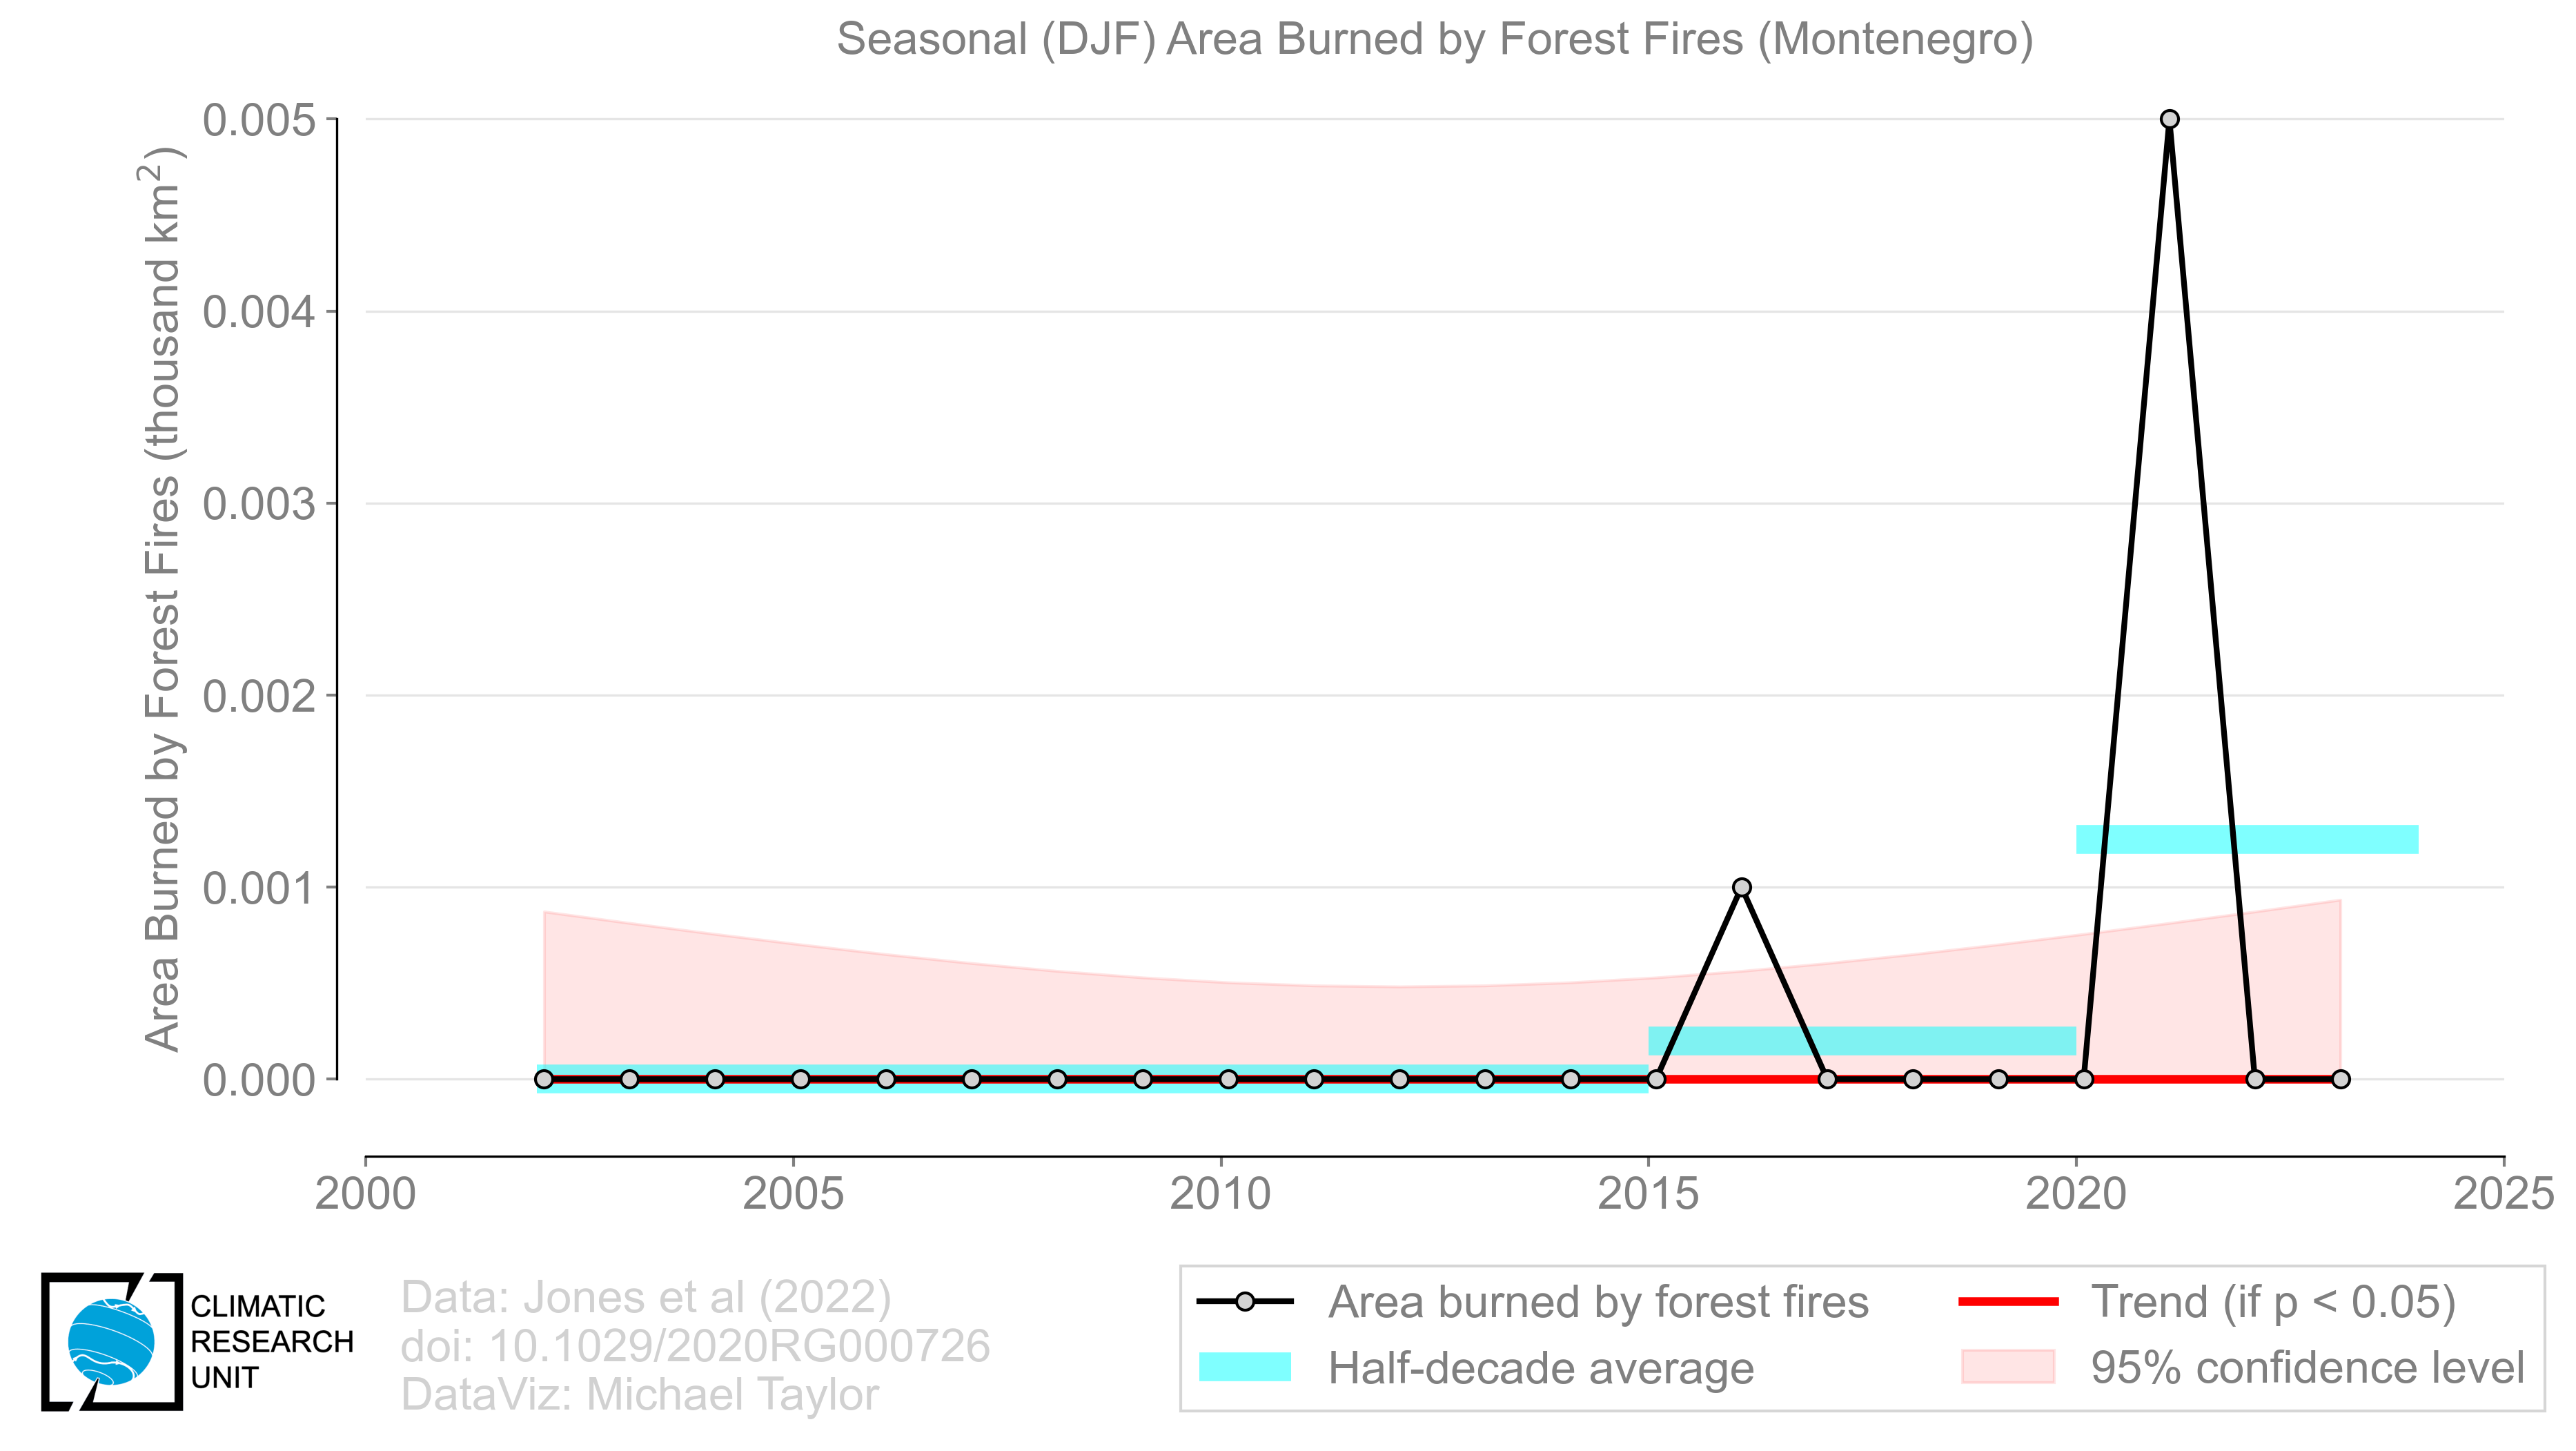 Seasonal (DJF) Area Burned by Forest Fires (Montenegro)
Area Burned by Forest Fires (thousand km²)
0.005
0.004
0.003
0.002
0.001
0.000
2000 2005 2010 2015 2020 2025
CLIMATIC
RESEARCH
UNIT
Data: Jones et al (2022)
doi: 10.1029/2020RG000726
DataViz: Michael Taylor
Area burned by forest fires
Half-decade average
Trend (if p < 0.05)
95% confidence level